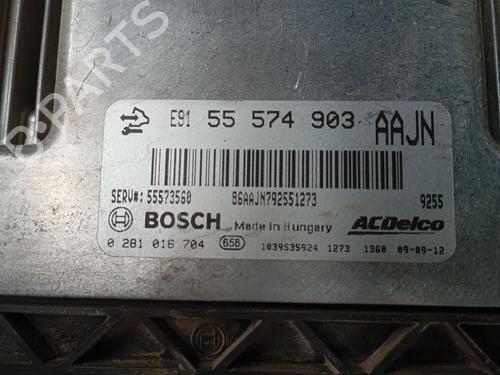 E91 55 574 903 AAJN
SERV#: 55573560 86AAJN792551273 9255
BOSCH Made in Hungary ACDelco
0 281 016 704 658 1039S35924 1273 1360 09-09-12